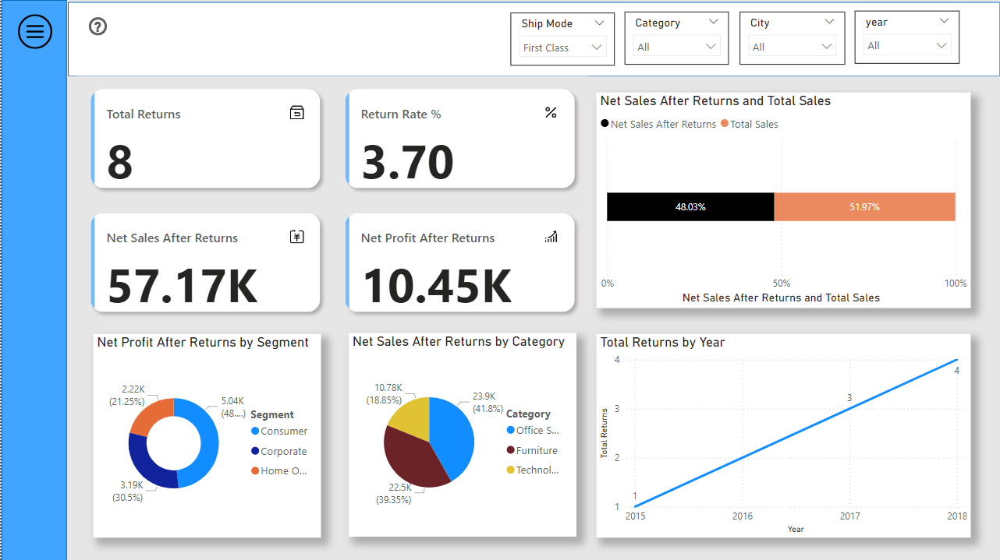 ?
Ship Mode
First Class
Category
All
City
All
year
All
Total Returns
8
Return Rate %
%
3.70
Net Sales After Returns
¥
57.17K
Net Profit After Returns
10.45K
Net Sales After Returns and Total Sales
Net Sales After Returns Total Sales
48.03% 51.97%
0% 50% 100%
Net Sales After Returns and Total Sales
Net Profit After Returns by Segment
2.22K
(21.25%)
5.04K
(48....)
3.19K
(30.5%)
Segment
Consumer
Corporate
Home O...
Net Sales After Returns by Category
10.78K
(18.85%)
23.9K
(41.8%)
22.5K
(39.35%)
Category
Office S...
Furniture
Technol...
Total Returns by Year
Total Returns
4
3
2
1
1
3
4
2015 2016 2017 2018
Year